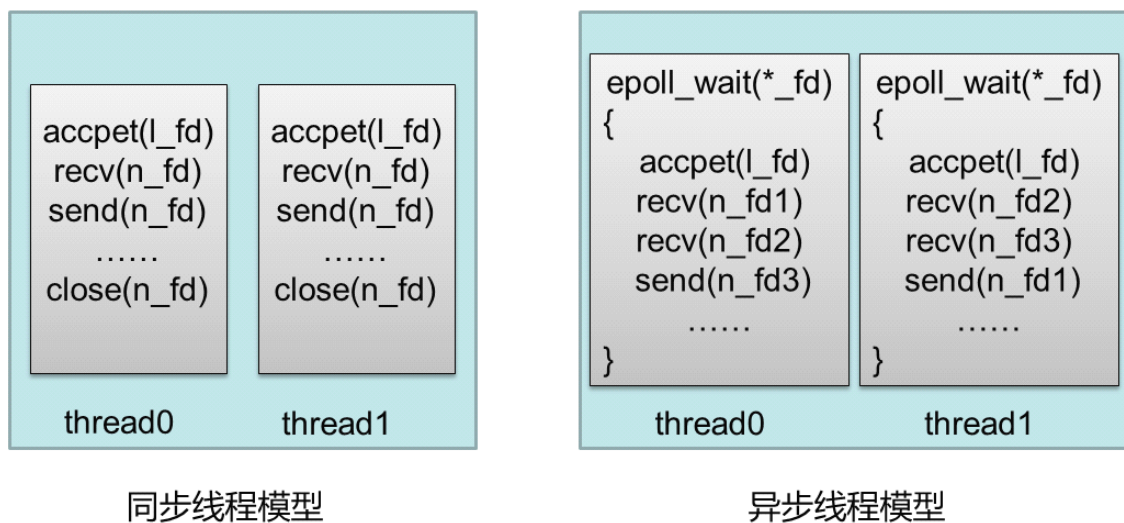 accpet(l_fd)
recv(n_fd)
send(n_fd)
……
close(n_fd)
thread0
accpet(l_fd)
recv(n_fd)
send(n_fd)
……
close(n_fd)
thread1
同步线程模型
epoll_wait(*_fd)
{
accpet(l_fd)
recv(n_fd1)
recv(n_fd2)
send(n_fd3)
……
}
thread0
epoll_wait(*_fd)
{
accpet(l_fd)
recv(n_fd2)
recv(n_fd3)
send(n_fd1)
……
}
thread1
异步线程模型